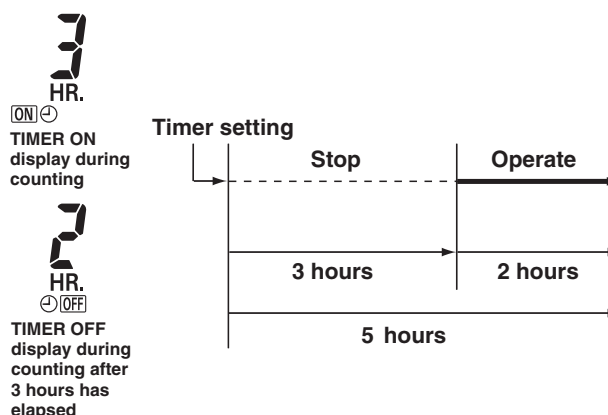 3
HR.
ON
TIMER ON
display during
counting
2
HR.
OFF
TIMER OFF
display during
counting after
3 hours has
elapsed
Timer setting
Stop
Operate
3 hours
2 hours
5 hours